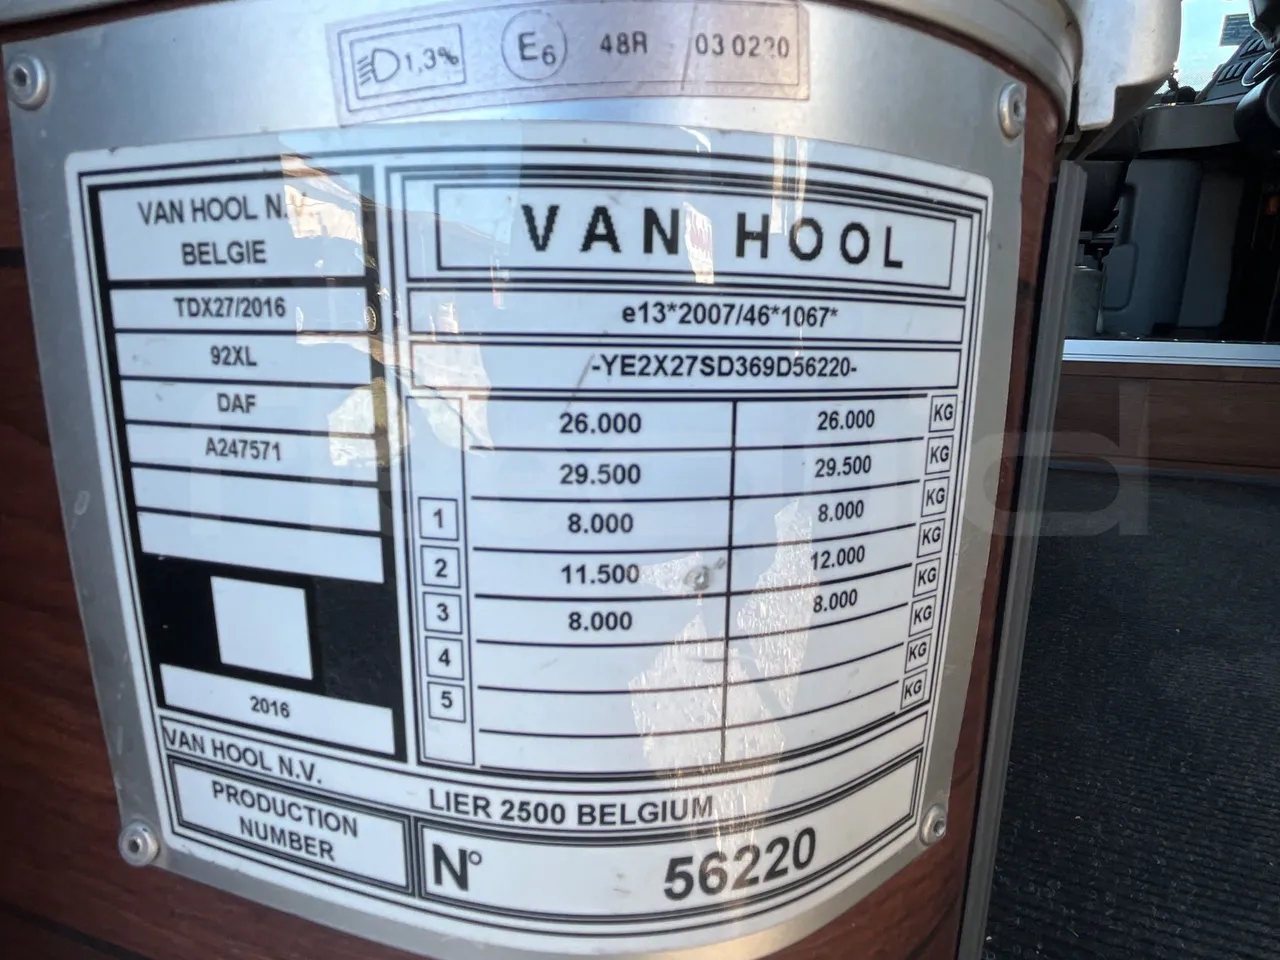 1,3% E6 48R 03 0220
VAN HOOL N.V.
BELGIE
TDX27/2016
92XL
DAF
A247571
2016
VAN HOOL
e13*2007/46*1067*
-YE2X27SD369D56220-
26.000 26.000 KG
29.500 29.500 KG
1 8.000 8.000 KG
2 11.500 12.000 KG
3 8.000 8.000 KG
4 KG
5 KG
KG
VAN HOOL N.V. LIER 2500 BELGIUM
PRODUCTION
NUMBER
N° 56220